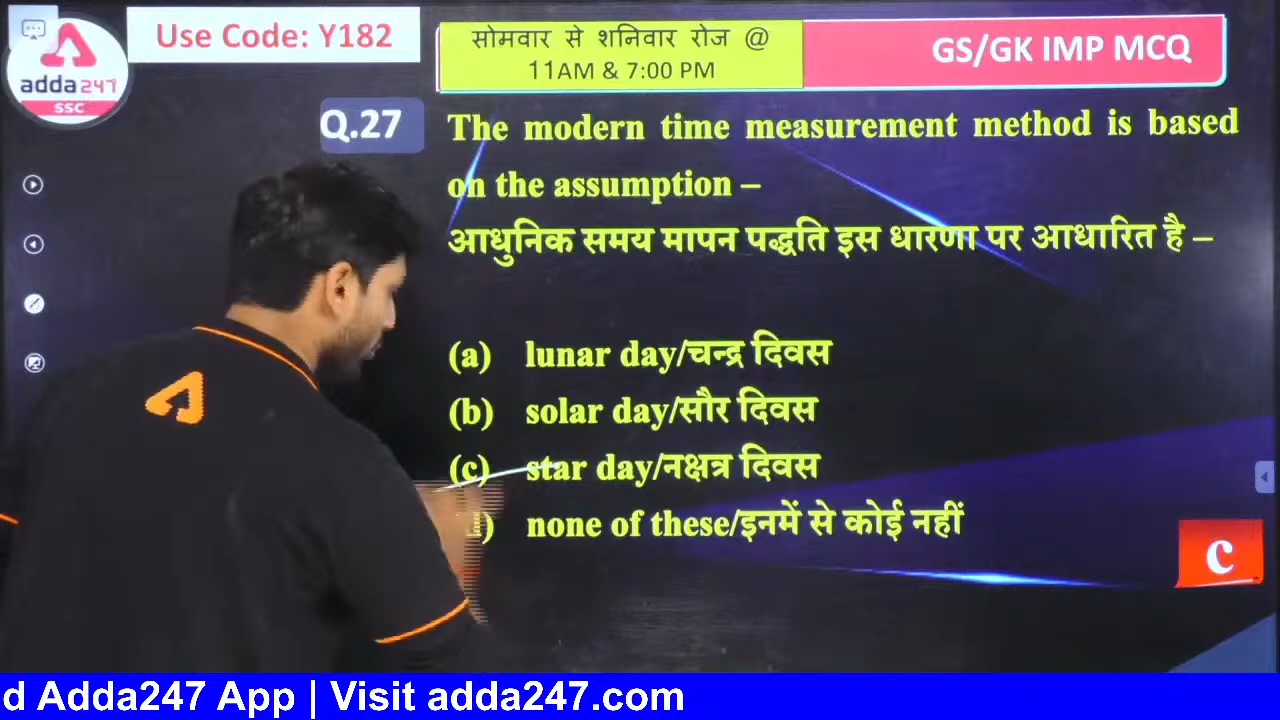 adda247
SSC
Use Code: Y182
सोमवार से शनिवार रोज @
11AM & 7:00 PM
GS/GK IMP MCQ
Q.27
The modern time measurement method is based
on the assumption –
आधुनिक समय मापन पद्धति इस धारणा पर आधारित है –
(a) lunar day/चन्द्र दिवस
(b) solar day/सौर दिवस
(c) star day/नक्षत्र दिवस
) none of these/इनमें से कोई नहीं
c
d Adda247 App | Visit adda247.com